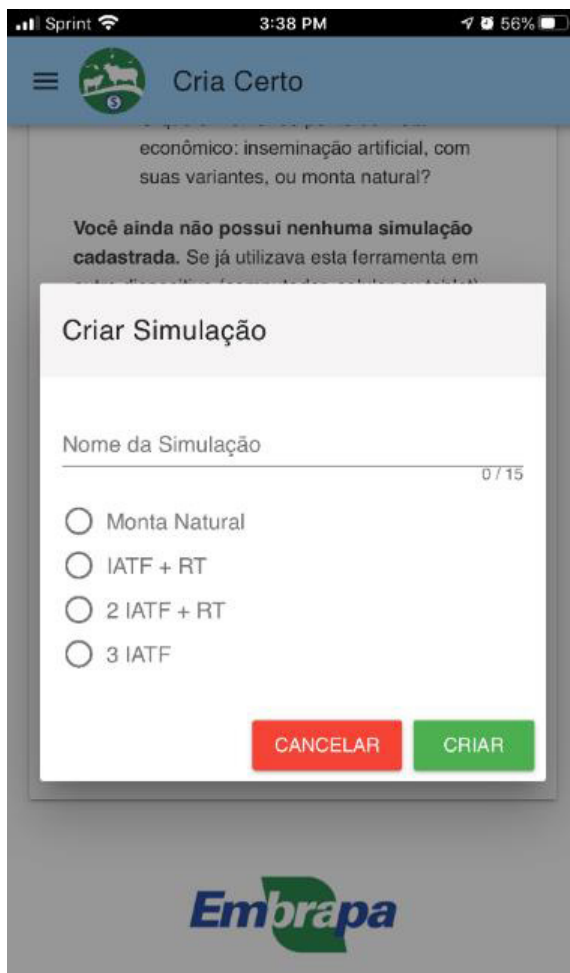 Sprint 3:38 PM 56%
Cria Certo
econômico: inseminação artificial, com
suas variantes, ou monta natural?
Você ainda não possui nenhuma simulação
cadastrada. Se já utilizava esta ferramenta em
Criar Simulação
Nome da Simulação
0 / 15
Monta Natural
IATF + RT
2 IATF + RT
3 IATF
CANCELAR CRIAR
Embrapa